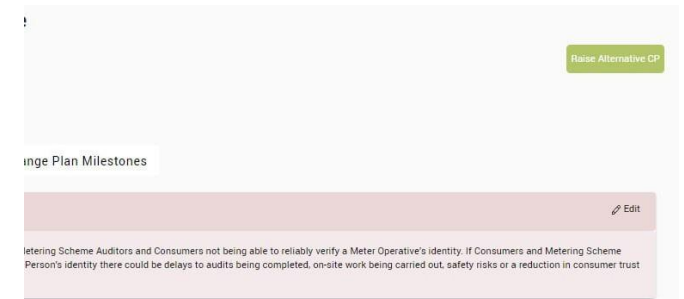 Raise Alternative CP
ange Plan Milestones
Edit
Metering Scheme Auditors and Consumers not being able to reliably verify a Meter Operative's identity. If Consumers and Metering Scheme
Person's identity there could be delays to audits being completed, on-site work being carried out, safety risks or a reduction in consumer trust